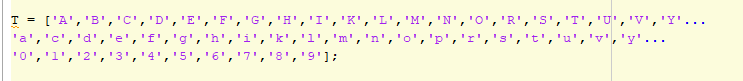 T = ['A','B','C','D','E','F','G','H','I','K','L','M','N','O','R','S','T','U','V','Y'...
'a','c','d','e','f','g','h','i','k','l','m','n','o','p','r','s','t','u','v','y'...
'0','1','2','3','4','5','6','7','8','9'];